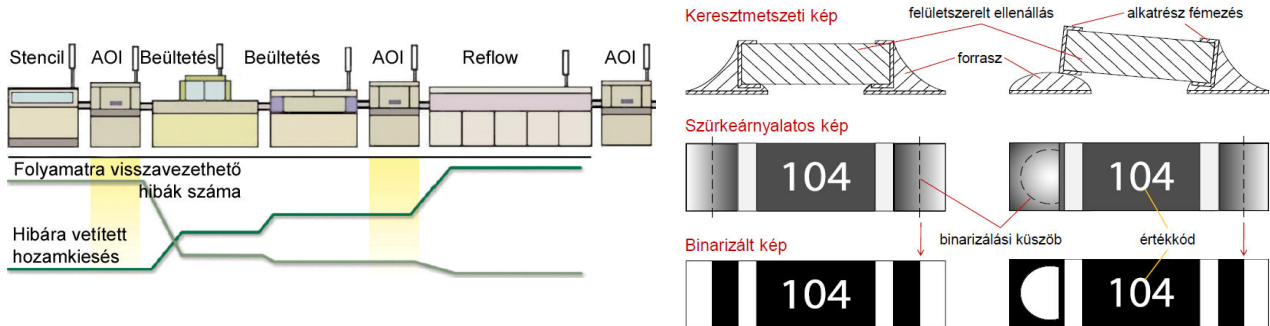 Stencil AOI Beültetés Beültetés AOI Reflow AOI
Folyamatra visszavezethető
hibák száma
Hibára vetített
hozamkiesés
Keresztmetszeti kép
felületszerelt ellenállás
alkatrész fémezés
forrasz
Szürkeárnyalatos kép
104
104
binarizálási küszöb
értékkód
Binarizált kép
104
104